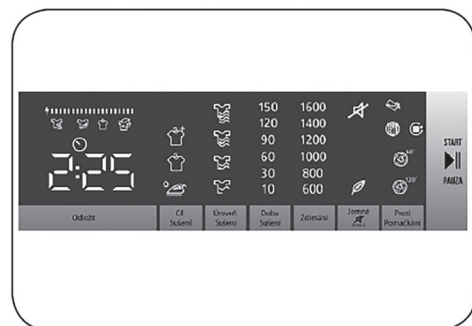 150 1600
120 1400
90 1200
60 1000
30 800
10 600
2:25
60'
120'
START
PAUZA
Odložit
Cíl Sušení
Úroveň Sušení
Doba Sušení
Ždímání
Jemné
Proti Pomačkání